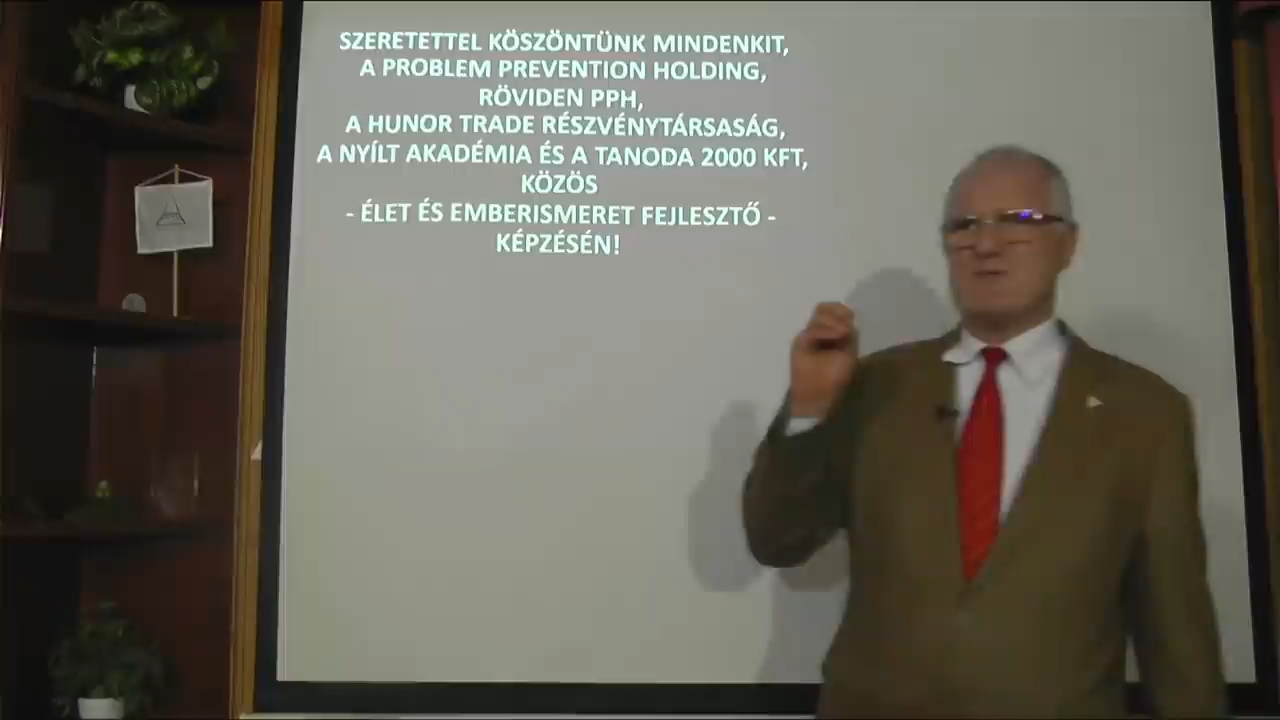 SZERETETTEL KÖSZÖNTÜNK MINDENKIT,
A PROBLEM PREVENTION HOLDING,
RÖVIDEN PPH,
A HUNOR TRADE RÉSZVÉNYTÁRSASÁG,
A NYÍLT AKADÉMIA ÉS A TANODA 2000 KFT,
KÖZÖS
- ÉLET ÉS EMBERISMERET FEJLESZTŐ -
KÉPZÉSÉN!